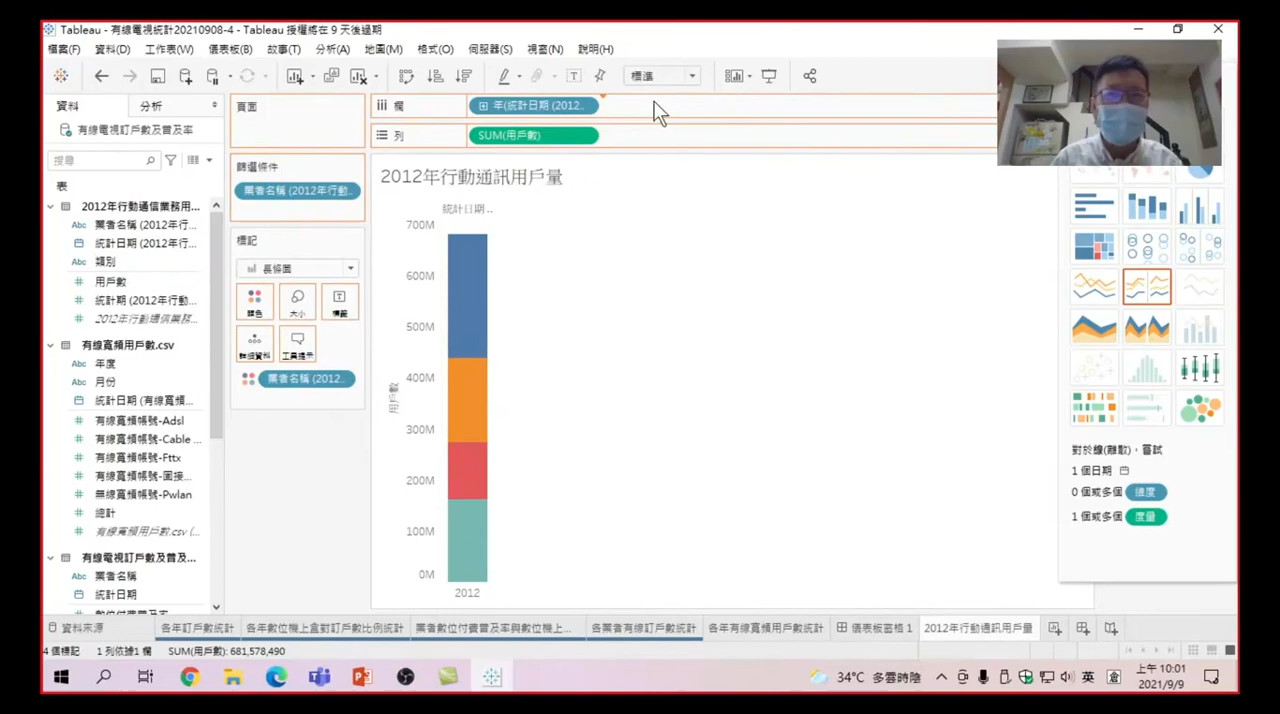 Tableau - 有線電視統計20210908-4 - Tableau 授權將在 9 天後過期
檔案(F) 資料(D) 工作表(W) 儀表板(B) 故事(T) 分析(A) 地圖(M) 格式(O) 伺服器(S) 視窗(N) 說明(H)
標準
資料 分析
有線電視訂戶數及普及率
搜尋
表
2012年行動通信業務用...
業者名稱 (2012年行...
統計日期 (2012年行...
類別
用戶數
統計期 (2012年行動...
2012年行動通信業務...
有線寬頻用戶數.csv
年度
月份
統計日期 (有線寬頻...
有線寬頻帳號-Adsl
有線寬頻帳號-Cable ...
有線寬頻帳號-Fttx
有線寬頻帳號-固接...
無線寬頻帳號-Pwlan
總計
有線寬頻用戶數.csv (...
有線電視訂戶數及普及...
業者名稱
統計日期
數位付費普及率
頁面
篩選條件
業者名稱 (2012年行動..
標記
長條圖
顏色 大小 標籤
詳細資料 工具提示
業者名稱 (2012..
iii 欄 年(統計日期 (2012..
列 SUM(用戶數)
2012年行動通訊用戶量
統計日期 ..
700M
600M
500M
400M
300M
200M
100M
0M
用戶數
2012
對於線(離散)，嘗試
1 個日期
0 個或多個 維度
1 個或多個 度量
資料來源 各年訂戶數統計 各年數位機上盒對訂戶數比例統計 業者數位付費普及率與數位機上... 各業者有線訂戶數統計 各年有線寬頻用戶數統計 儀表板窗格 1 2012年行動通訊用戶量
4 個標記 1 列依據1 欄 SUM(用戶數): 681,578,490
34°C 多雲時陰 英 倉 上午 10:01
2021/9/9